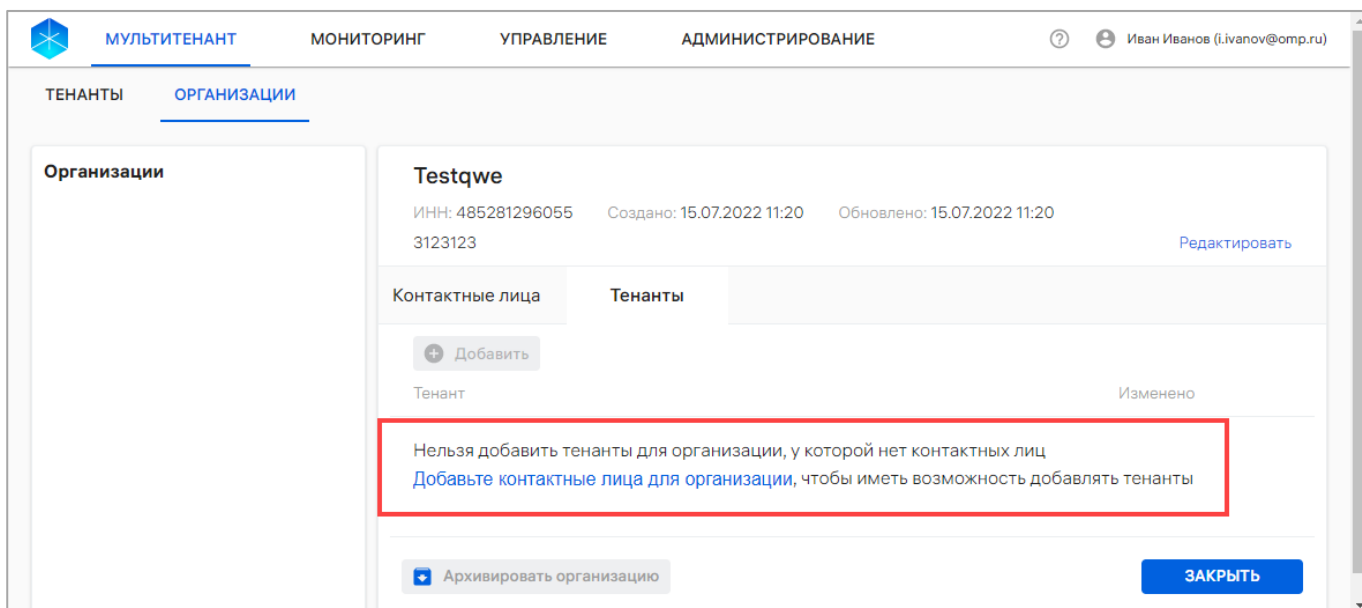 МУЛЬТИТЕНАНТ МОНИТОРИНГ УПРАВЛЕНИЕ АДМИНИСТРИРОВАНИЕ ? Иван Иванов (i.ivanov@omp.ru)
ТЕНАНТЫ ОРГАНИЗАЦИИ
Организации
Testqwe
ИНН: 485281296055 Создано: 15.07.2022 11:20 Обновлено: 15.07.2022 11:20
3123123 Редактировать
Контактные лица Тенанты
Добавить
Тенант Изменено
Нельзя добавить тенанты для организации, у которой нет контактных лиц
Добавьте контактные лица для организации, чтобы иметь возможность добавлять тенанты
Архивировать организацию ЗАКРЫТЬ